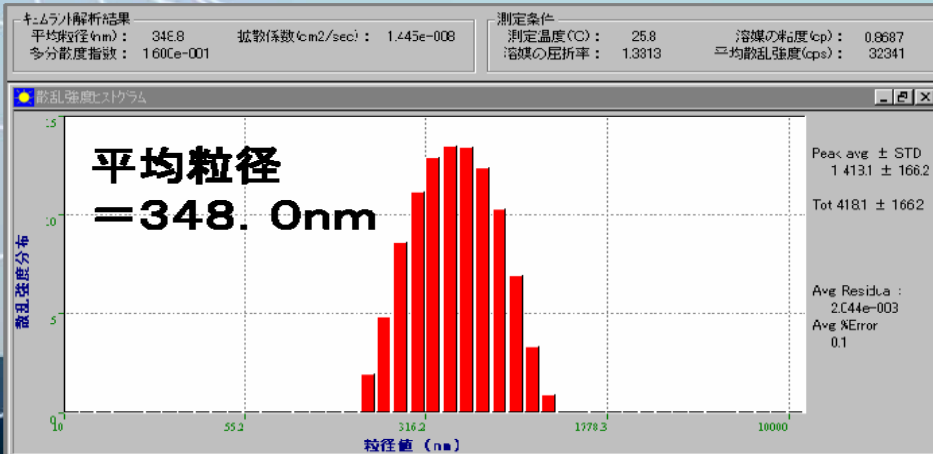 キュムラント解析結果
平均粒径(nm): 348.8 拡散係数(cm2/sec): 1.445e-008
多分散度指数: 1.600e-001
測定条件
測定温度(℃): 25.8 溶媒の粘度(cp): 0.8687
溶媒の屈折率: 1.3313 平均散乱強度(cps): 32341
散乱強度ヒストグラム
平均粒径
=348. 0nm
15
10
5
0
散乱強度分布
10 55.2 316.2 1778.3 10000
粒径値 (nm)
Peak avg ± STD
1 413.1 ± 166.2
Tot 418.1 ± 166.2
Avg Residua :
2.044e-003
Avg %Error
0.1